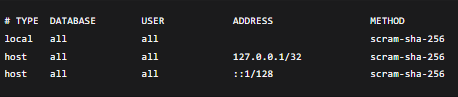 # TYPE  DATABASE        USER            ADDRESS                 METHOD
local   all             all                                     scram-sha-256
host    all             all             127.0.0.1/32            scram-sha-256
host    all             all             ::1/128                 scram-sha-256